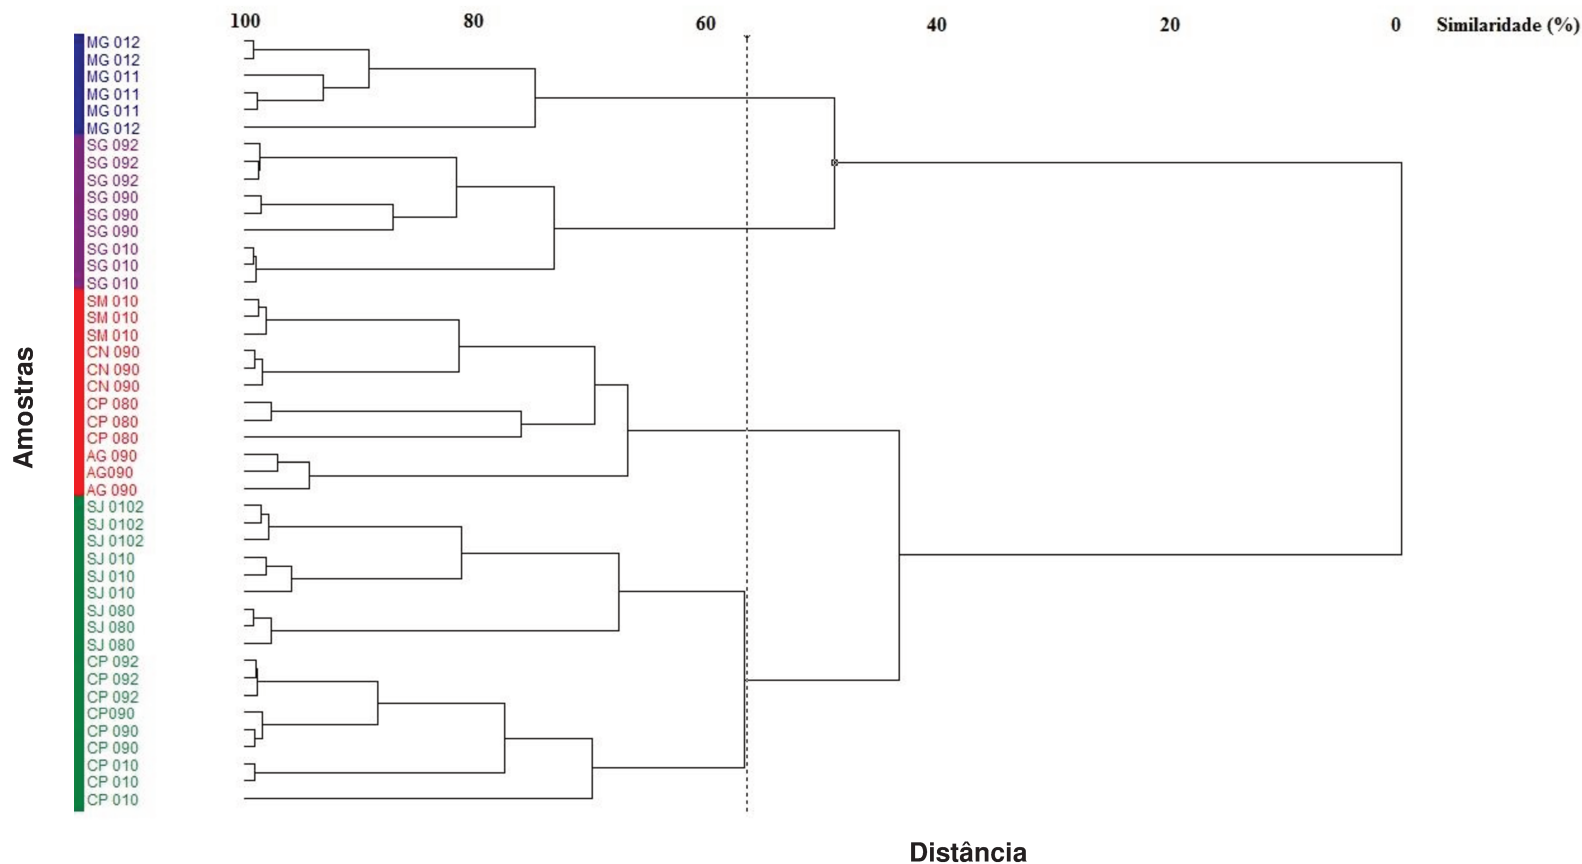 100 80 60 40 20 0 Similaridade (%)
MG 012
MG 012
MG 011
MG 011
MG 011
MG 012
SG 092
SG 092
SG 092
SG 090
SG 090
SG 090
SG 010
SG 010
SG 010
SM 010
SM 010
SM 010
CN 090
CN 090
CN 090
CP 080
CP 080
CP 080
AG 090
AG090
AG 090
SJ 0102
SJ 0102
SJ 0102
SJ 010
SJ 010
SJ 010
SJ 080
SJ 080
SJ 080
CP 092
CP 092
CP 092
CP090
CP 090
CP 090
CP 010
CP 010
CP 010
Amostras
Distância